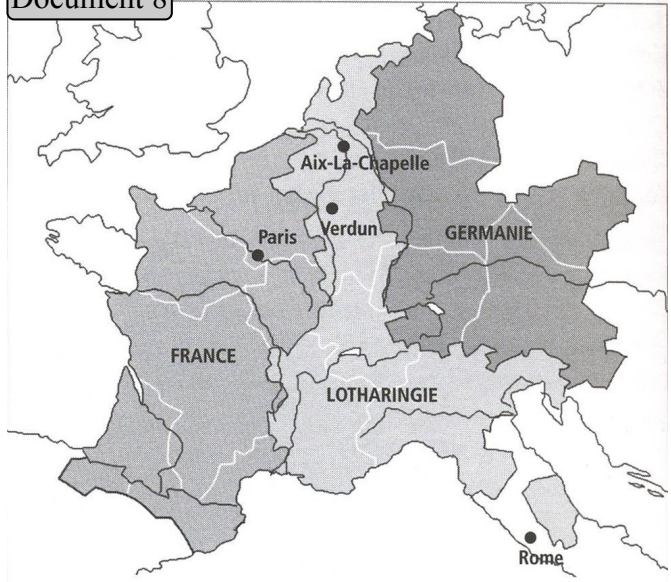 Document 8
Aix-La-Chapelle
Verdun
GERMANIE
Paris
FRANCE
LOTHARINGIE
Rome